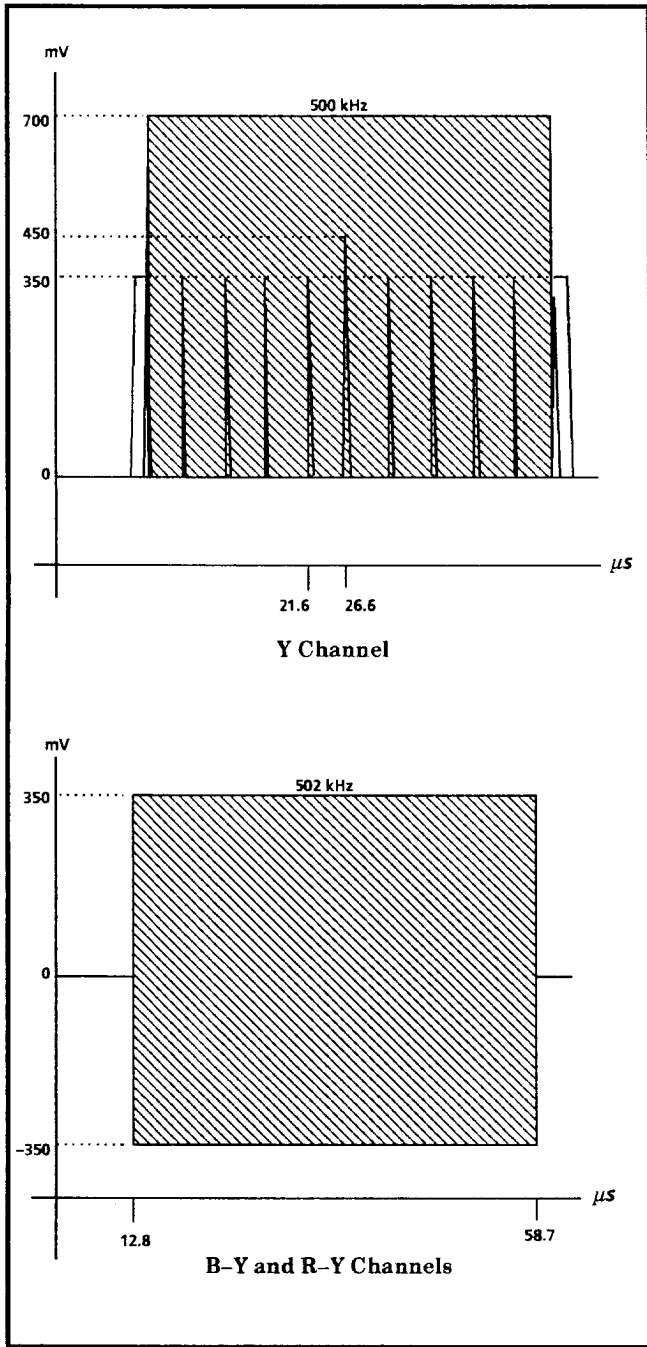 mV
500 kHz
700
450
350
0
µs
21.6 26.6
Y Channel
mV
502 kHz
350
0
−350
µs
12.8 58.7
B–Y and R–Y Channels